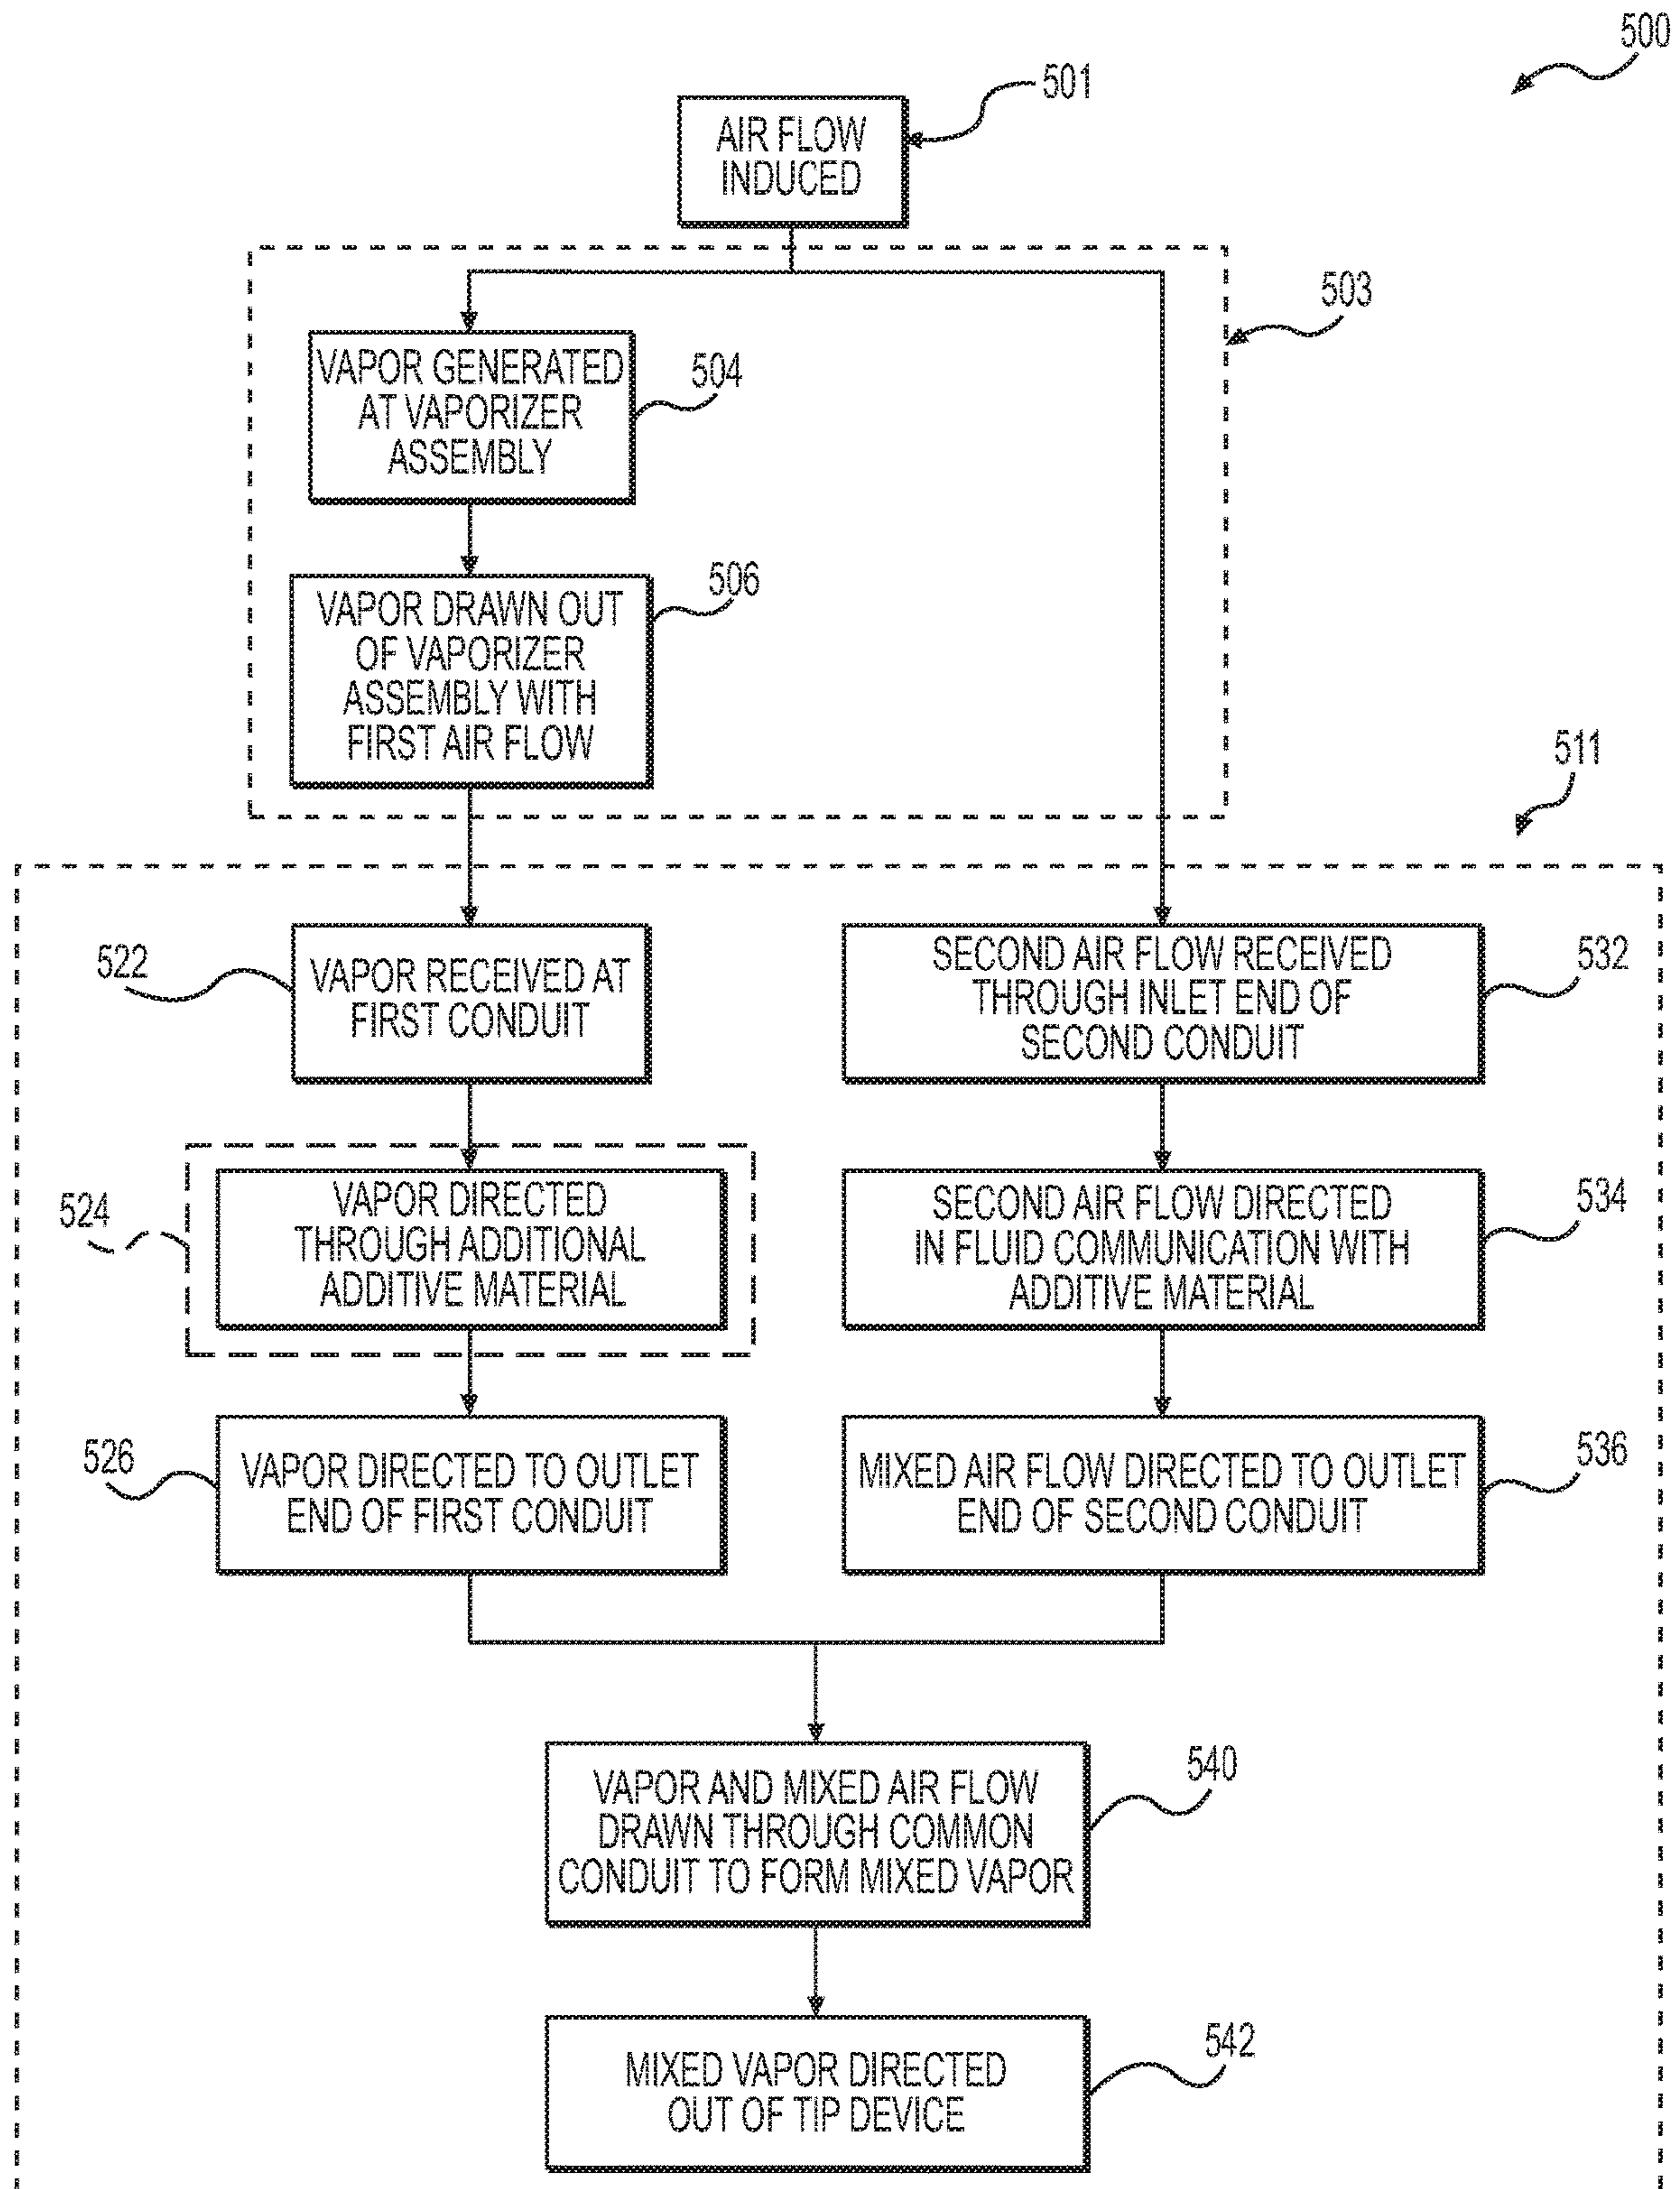 500
501
AIR FLOW
INDUCED
503
VAPOR GENERATED
AT VAPORIZER
ASSEMBLY
504
506
VAPOR DRAWN OUT
OF VAPORIZER
ASSEMBLY WITH
FIRST AIR FLOW
511
522
VAPOR RECEIVED AT
FIRST CONDUIT
SECOND AIR FLOW RECEIVED
THROUGH INLET END OF
SECOND CONDUIT
532
524
VAPOR DIRECTED
THROUGH ADDITIONAL
ADDITIVE MATERIAL
SECOND AIR FLOW DIRECTED
IN FLUID COMMUNICATION WITH
ADDITIVE MATERIAL
534
526
VAPOR DIRECTED TO OUTLET
END OF FIRST CONDUIT
MIXED AIR FLOW DIRECTED TO OUTLET
END OF SECOND CONDUIT
536
VAPOR AND MIXED AIR FLOW
DRAWN THROUGH COMMON
CONDUIT TO FORM MIXED VAPOR
540
MIXED VAPOR DIRECTED
OUT OF TIP DEVICE
542